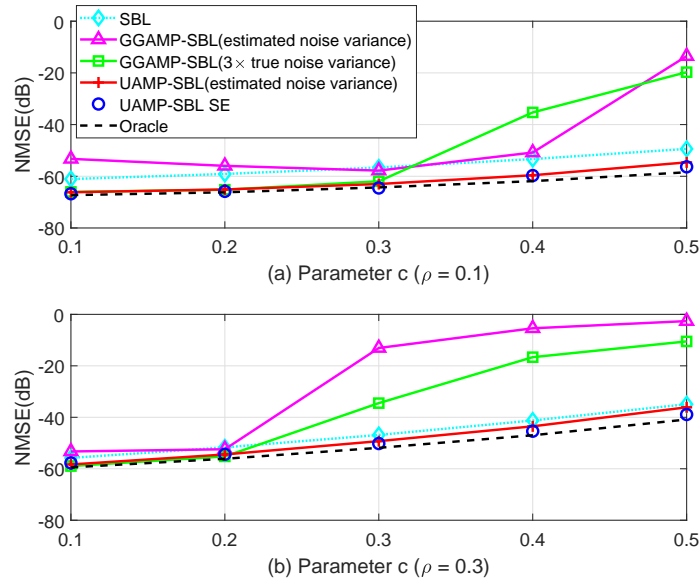 0
-20
-40
-60
-80
NMSE(dB)
SBL
GGAMP-SBL(estimated noise variance)
GGAMP-SBL(3× true noise variance)
UAMP-SBL(estimated noise variance)
UAMP-SBL SE
Oracle
0.1 0.2 0.3 0.4 0.5
(a) Parameter c (ρ = 0.1)
0
-20
-40
-60
-80
NMSE(dB)
0.1 0.2 0.3 0.4 0.5
(b) Parameter c (ρ = 0.3)